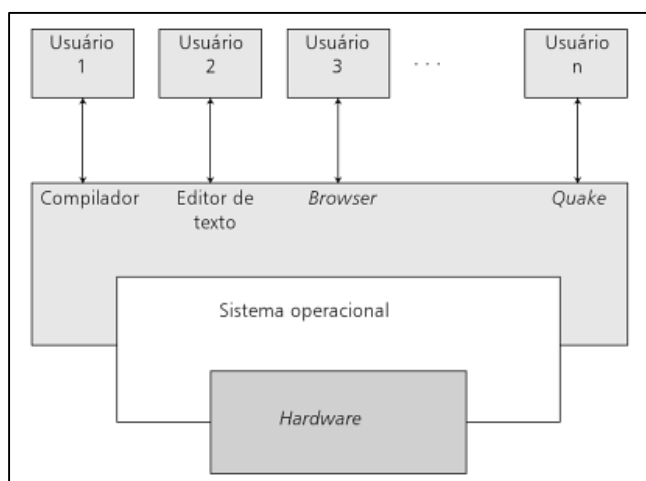 Usuário
1
Usuário
2
Usuário
3
. . .
Usuário
n
Compilador
Editor de
texto
Browser
Quake
Sistema operacional
Hardware